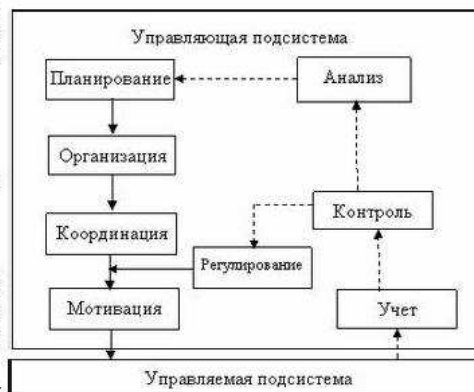 Управляющая подсистема
Планирование
Анализ
Организация
Контроль
Координация
Регулирование
Мотивация
Учет
Управляемая подсистема